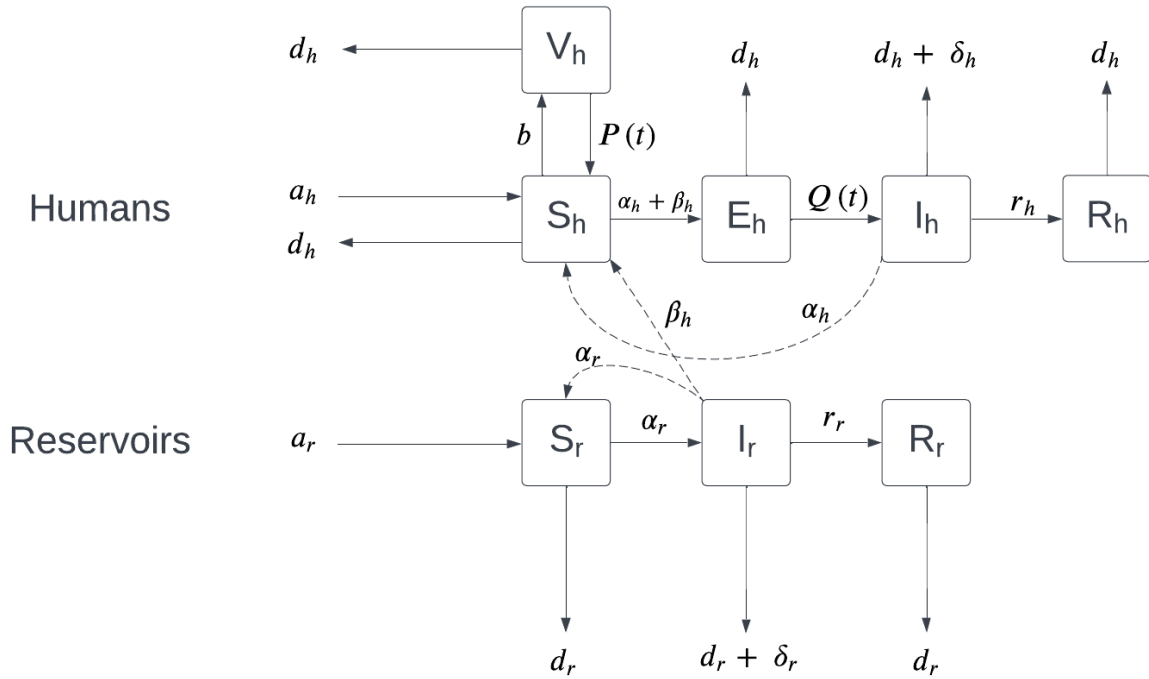 V_h
d_h
d_h
d_h + δ_h
d_h
b
P(t)
Humans
a_h
d_h
S_h
α_h + β_h
E_h
Q(t)
I_h
r_h
R_h
β_h
α_h
α_r
Reservoirs
a_r
S_r
α_r
I_r
r_r
R_r
d_r
d_r + δ_r
d_r